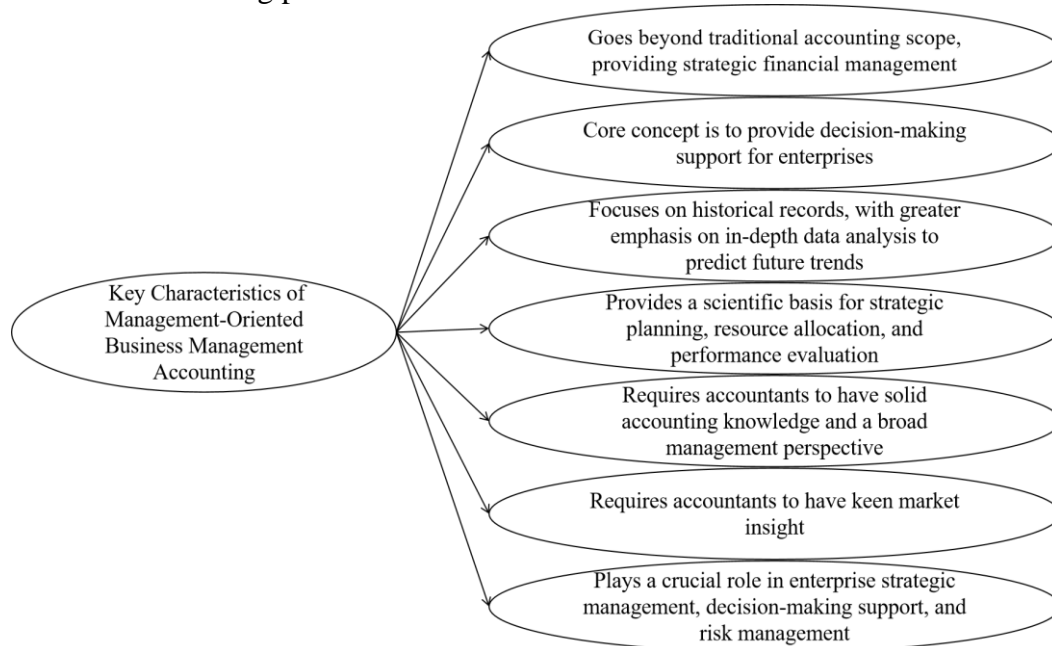 Goes beyond traditional accounting scope,
providing strategic financial management
Core concept is to provide decision-making
support for enterprises
Focuses on historical records, with greater
emphasis on in-depth data analysis to
predict future trends
Key Characteristics of
Management-Oriented
Business Management
Accounting
Provides a scientific basis for strategic
planning, resource allocation, and
performance evaluation
Requires accountants to have solid
accounting knowledge and a broad
management perspective
Requires accountants to have keen market
insight
Plays a crucial role in enterprise strategic
management, decision-making support, and
risk management